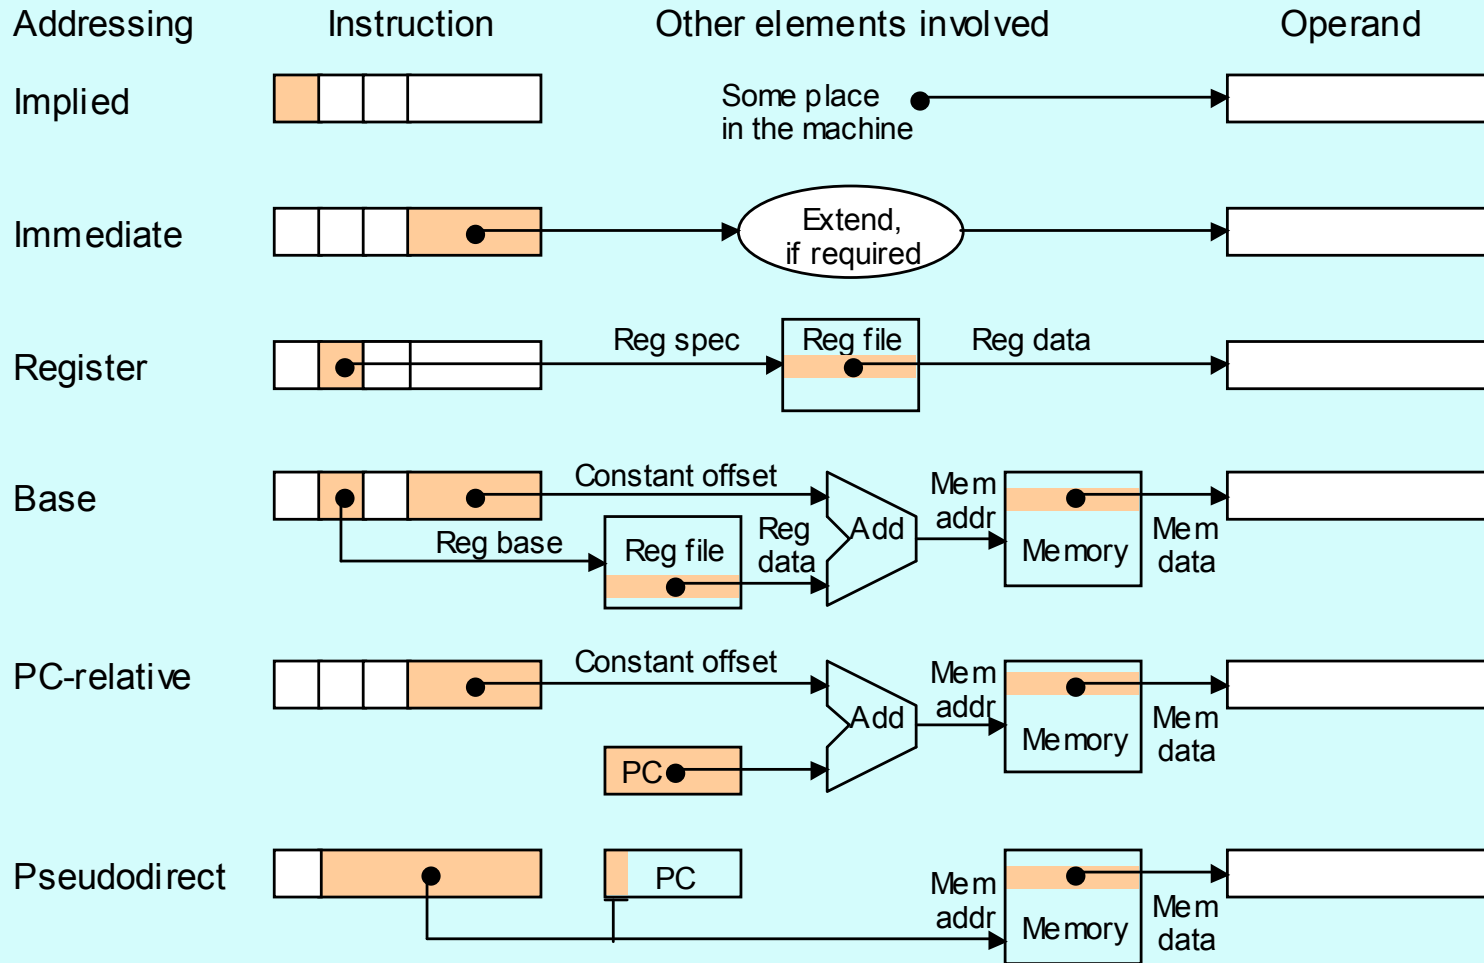 Addressing Instruction Other elements involved Operand
Implied
Some place
in the machine
Immediate
Extend,
if required
Register
Reg spec
Reg file
Reg data
Base
Constant offset
Reg base
Reg file
Reg
data
Add
Mem
addr
Memory
Mem
data
PC-relative
Constant offset
PC
Add
Mem
addr
Memory
Mem
data
Pseudodirect
PC
Mem
addr
Memory
Mem
data